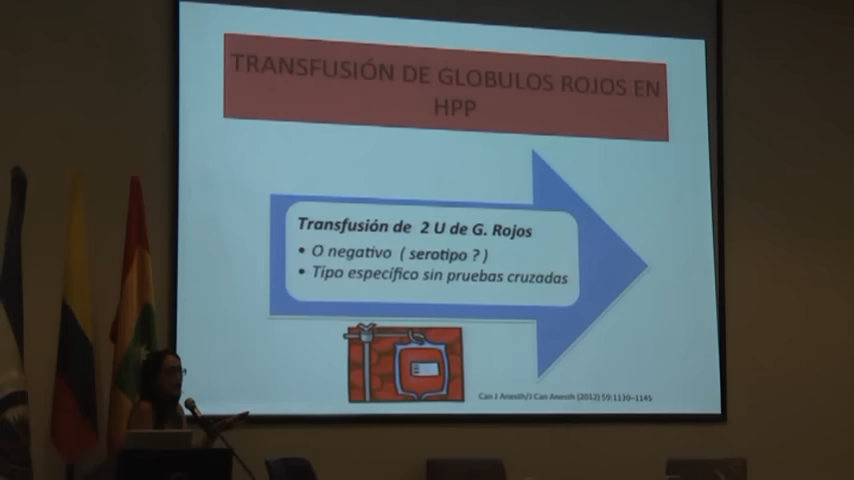 TRANSFUSIÓN DE GLOBULOS ROJOS EN
HPP
Transfusión de 2 U de G. Rojos
• O negativo ( serotipo ? )
• Tipo específico sin pruebas cruzadas
Can J Anesth/J Can Anesth (2012) 59:1130–1145